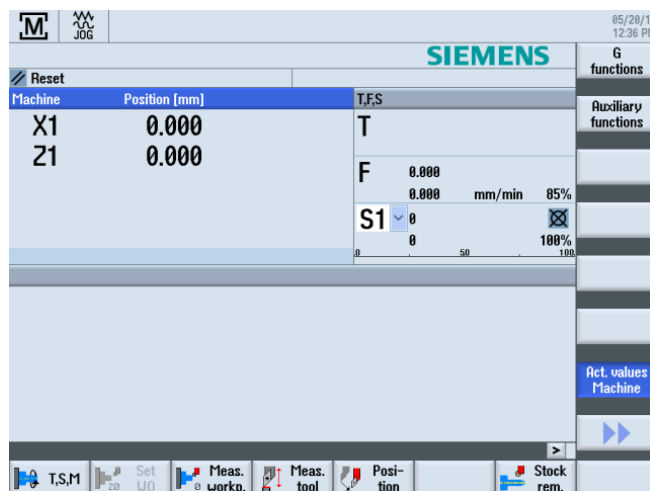 M
JOG
05/20/1
12:36 P
SIEMENS
G
functions
Reset
Machine Position [mm]
T,F,S
Auxiliary
functions
X1 0.000
T
Z1 0.000
F 0.000
0.000 mm/min 85%
S1 0
0 100%
0 50 100
Act. values
Machine
>
T,S,M
Set
WO
Meas.
workp.
Meas.
tool
Posi-
tion
Stock
rem.